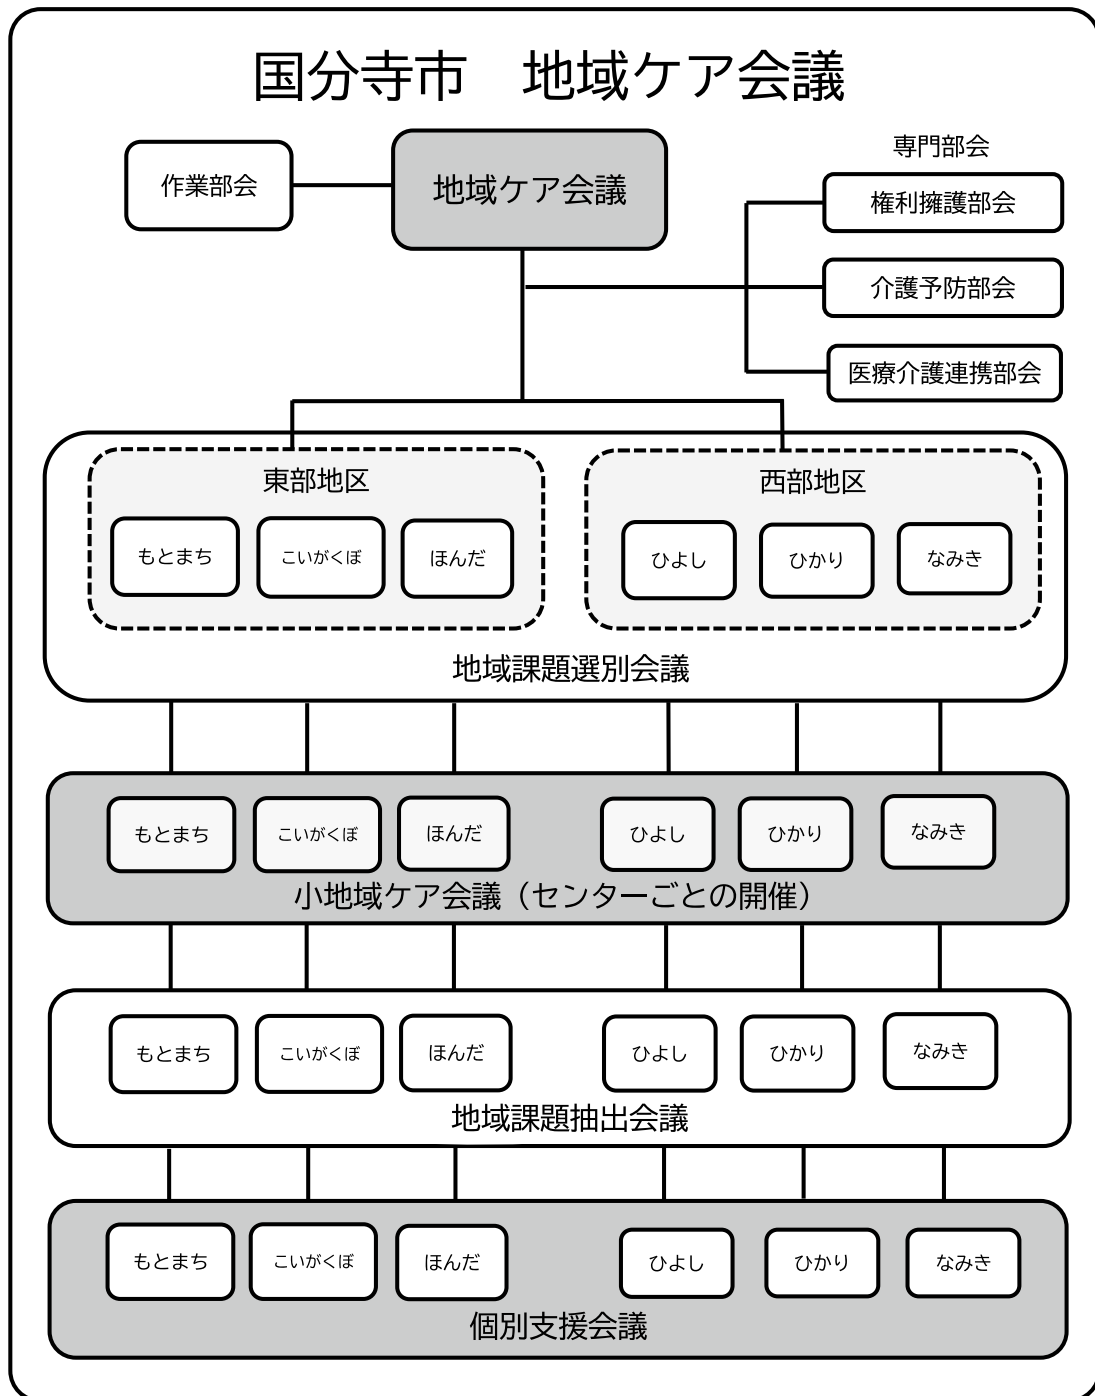 国分寺市　地域ケア会議
作業部会
地域ケア会議
専門部会
権利擁護部会
介護予防部会
医療介護連携部会
東部地区
もとまち
こいがくぼ
ほんだ
西部地区
ひよし
ひかり
なみき
地域課題選別会議
もとまち
こいがくぼ
ほんだ
ひよし
ひかり
なみき
小地域ケア会議（センターごとの開催）
もとまち
こいがくぼ
ほんだ
ひよし
ひかり
なみき
地域課題抽出会議
もとまち
こいがくぼ
ほんだ
ひよし
ひかり
なみき
個別支援会議